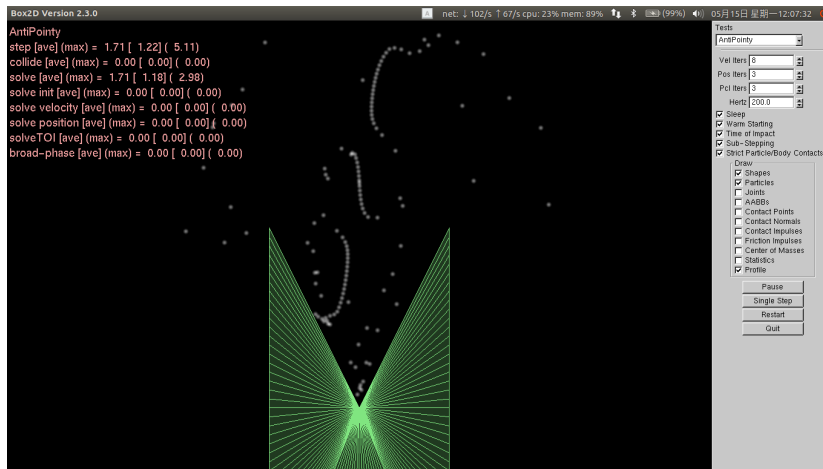 Box2D Version 2.3.0
A net: ↓ 102/s ↑ 67/s cpu: 23% mem: 89% (99%) 05月15日 星期一 12:07:32
AntiPointy
step [ave] (max) = 1.71 [ 1.22] ( 5.11)
collide [ave] (max) = 0.00 [ 0.00] ( 0.00)
solve [ave] (max) = 1.71 [ 1.18] ( 2.98)
solve init [ave] (max) = 0.00 [ 0.00] ( 0.00)
solve velocity [ave] (max) = 0.00 [ 0.00] ( 0.00)
solve position [ave] (max) = 0.00 [ 0.00] ( 0.00)
solveTOI [ave] (max) = 0.00 [ 0.00] ( 0.00)
broad-phase [ave] (max) = 0.00 [ 0.00] ( 0.00)
Tests
AntiPointy
Vel Iters 8
Pos Iters 3
Pcl Iters 3
Hertz 200.0
Sleep
Warm Starting
Time of Impact
Sub-Stepping
Strict Particle/Body Contacts
Draw
Shapes
Particles
Joints
AABBs
Contact Points
Contact Normals
Contact Impulses
Friction Impulses
Center of Masses
Statistics
Profile
Pause
Single Step
Restart
Quit